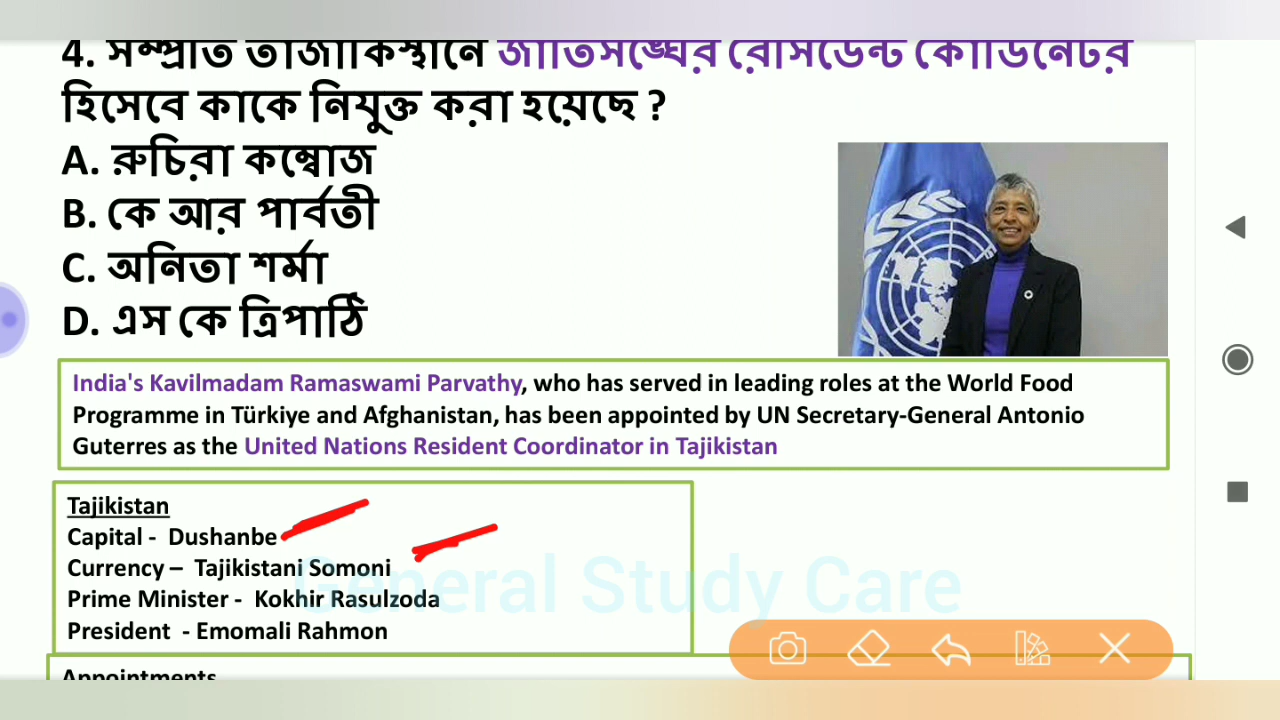 4. সম্প্রতি তাজাকিস্থানে জাতিসঙ্ঘের রেসিডেন্ট কোর্ডিনেটর
হিসেবে কাকে নিযুক্ত করা হয়েছে ?
A. রুচিরা কম্বোজ
B. কে আর পার্বতী
C. অনিতা শর্মা
D. এস কে ত্রিপাঠি
India's Kavilmadam Ramaswami Parvathy, who has served in leading roles at the World Food
Programme in Türkiye and Afghanistan, has been appointed by UN Secretary-General Antonio
Guterres as the United Nations Resident Coordinator in Tajikistan
Tajikistan
Capital - Dushanbe
Currency – Tajikistani Somoni
Prime Minister - Kokhir Rasulzoda
President - Emomali Rahmon
General Study Care
Appointments